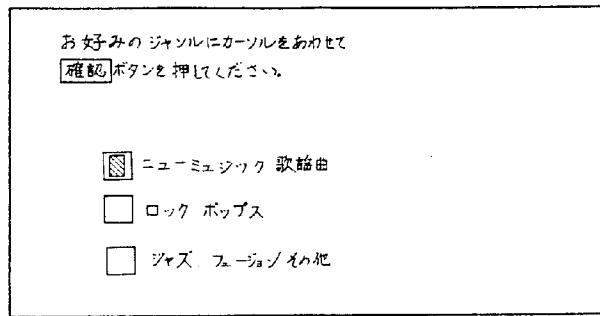 お好みのジャンルにカーソルをあわせて
確認ボタンを押してください。
ニューミュジック 歌謡曲
ロック ポップス
ジャズ フュージョン その他